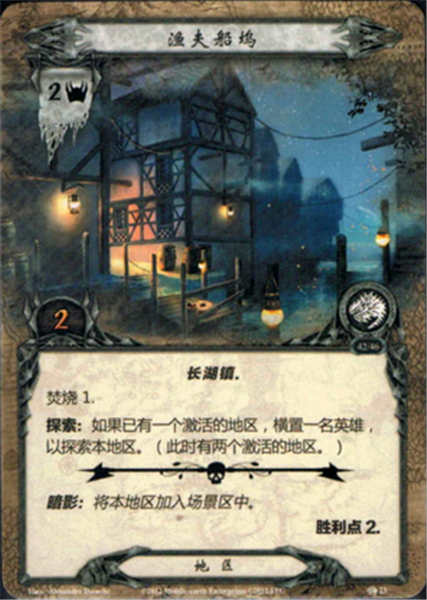 渔夫船坞
2
2
长湖镇.
焚烧 1.
探索：如果已有一个激活的地区，横置一名英雄，
以探索本地区。（此时有两个激活的地区。）
暗影：将本地区加入场景区中。
胜利点 2.
地区